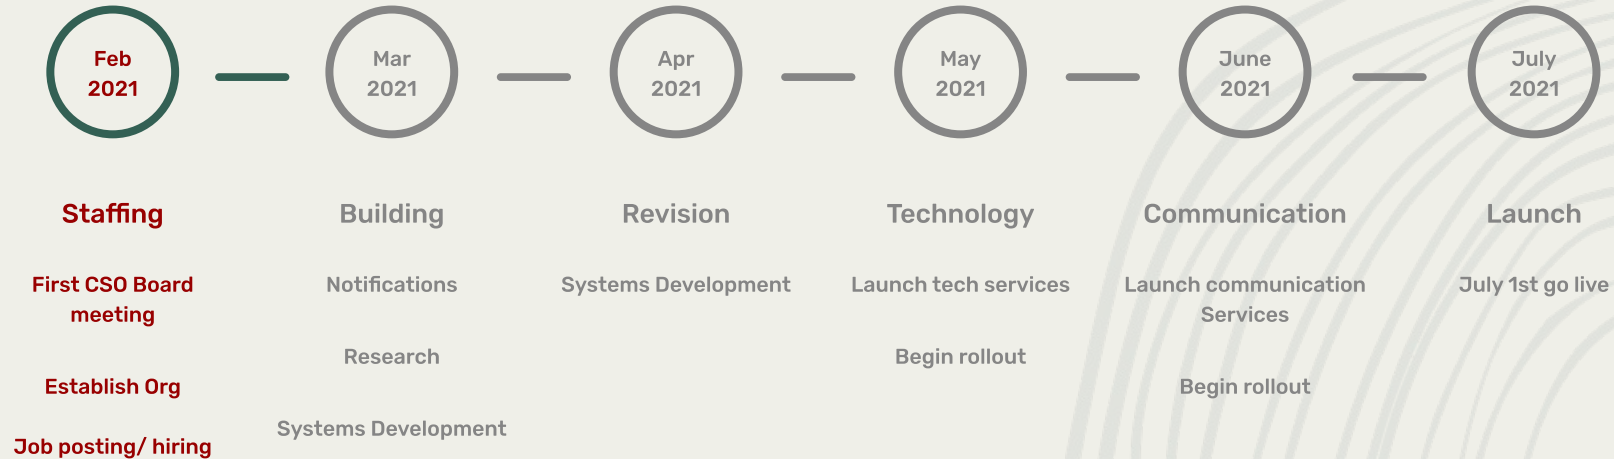 Feb
2021
Mar
2021
Apr
2021
May
2021
June
2021
July
2021
Staffing
Building
Revision
Technology
Communication
Launch
First CSO Board
meeting
Establish Org
Job posting/ hiring
Notifications
Research
Systems Development
Systems Development
Launch tech services
Begin rollout
Launch communication
Services
Begin rollout
July 1st go live